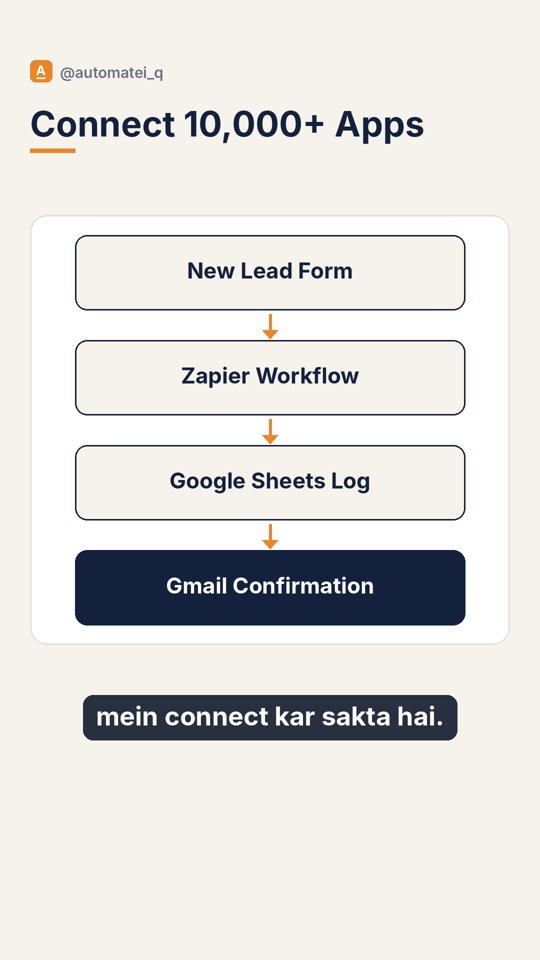 A
@automatei_q
Connect 10,000+ Apps
New Lead Form
Zapier Workflow
Google Sheets Log
Gmail Confirmation
mein connect kar sakta hai.